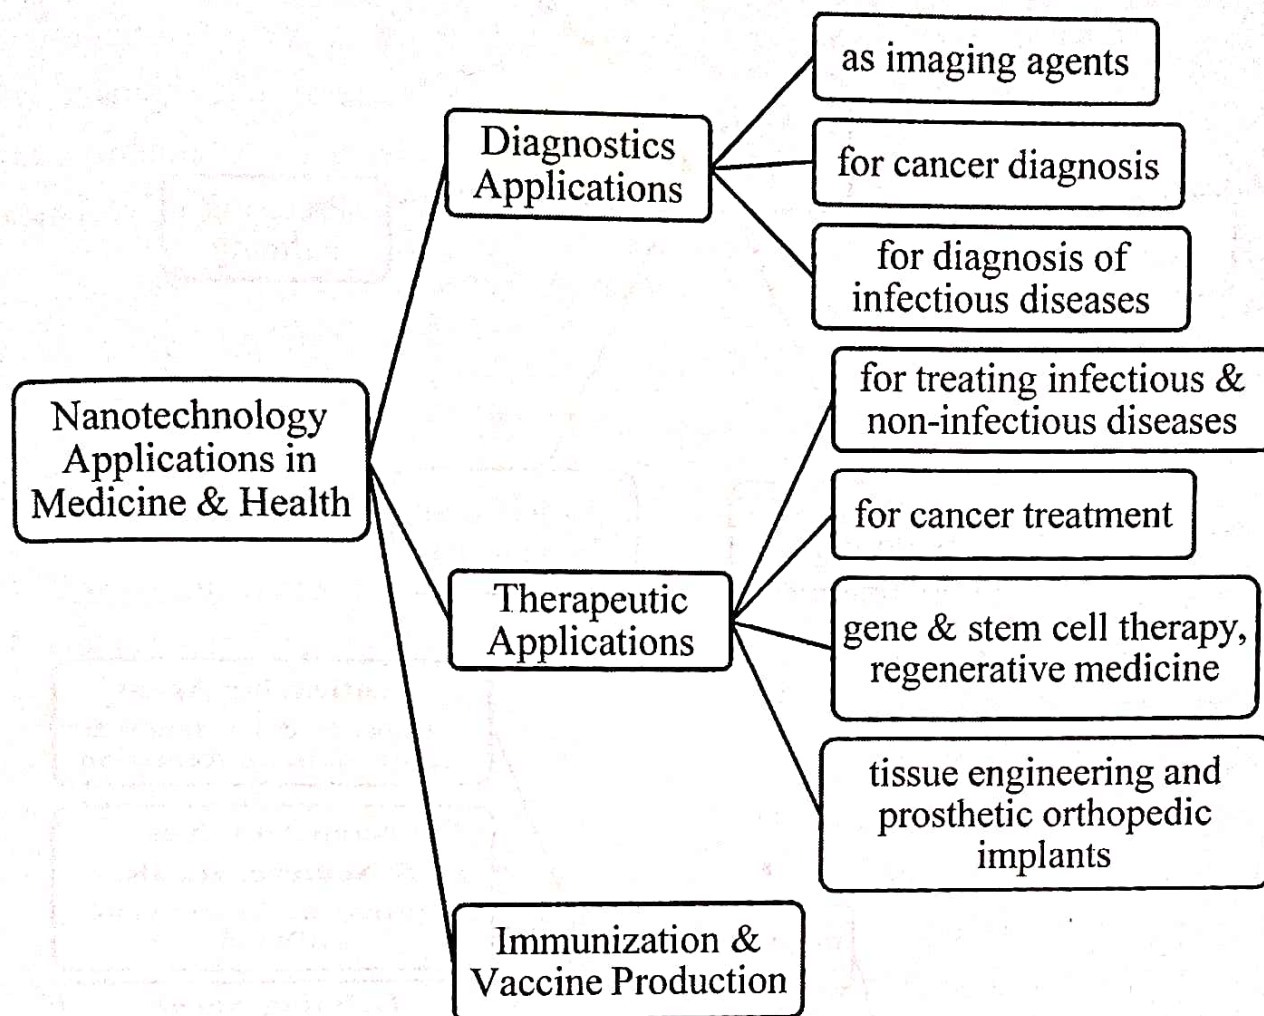 as imaging agents
Diagnostics
Applications
for cancer diagnosis
for diagnosis of
infectious diseases
for treating infectious &
non-infectious diseases
Nanotechnology
Applications in
Medicine & Health
for cancer treatment
Therapeutic
Applications
gene & stem cell therapy,
regenerative medicine
tissue engineering and
prosthetic orthopedic
implants
Immunization &
Vaccine Production